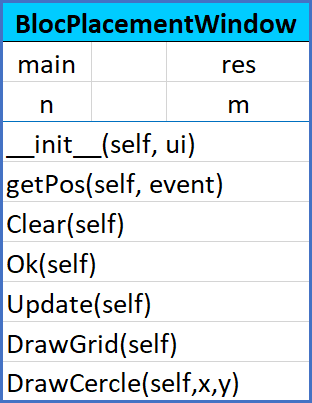 BlocPlacementWindow
main res
n m
__init__(self, ui)
getPos(self, event)
Clear(self)
Ok(self)
Update(self)
DrawGrid(self)
DrawCercle(self,x,y)